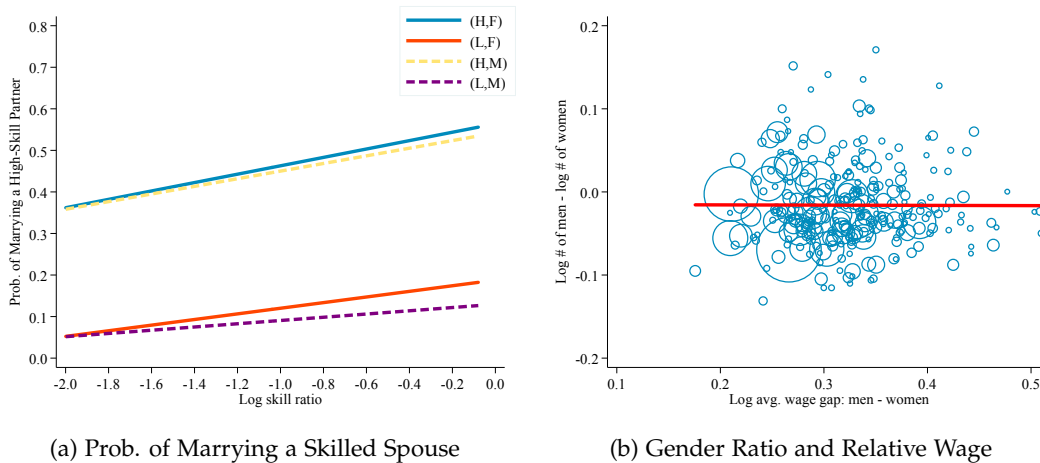 Prob. of Marrying a High-Skill Partner
0.8
0.7
0.6
0.5
0.4
0.3
0.2
0.1
0.0
-2.0 -1.8 -1.6 -1.4 -1.2 -1.0 -0.8 -0.6 -0.4 -0.2 0.0
Log skill ratio
(H,F)
(L,F)
(H,M)
(L,M)
(a) Prob. of Marrying a Skilled Spouse
Log # of men - log # of women
0.2
0.1
0.0
-0.1
-0.2
0.1 0.2 0.3 0.4 0.5
Log avg. wage gap: men - women
(b) Gender Ratio and Relative Wage